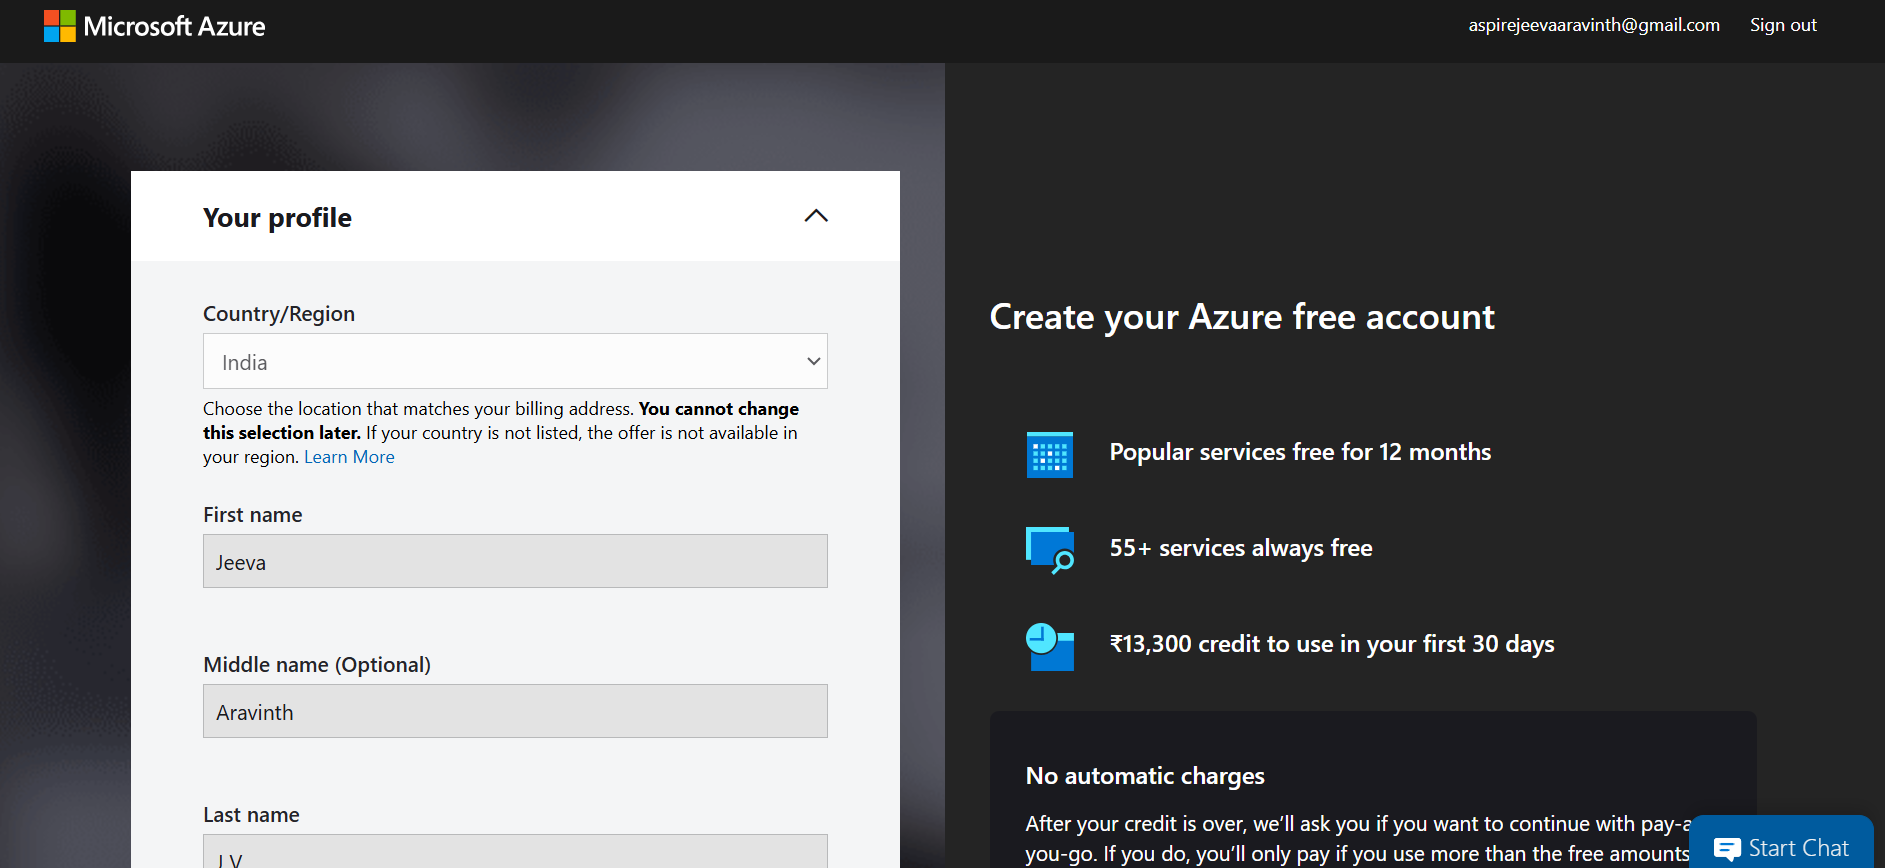 Microsoft Azure
aspirejeevaaravinth@gmail.com
Sign out
Your profile
Country/Region
India
Choose the location that matches your billing address. You cannot change
this selection later. If your country is not listed, the offer is not available in
your region. Learn More
First name
Jeeva
Middle name (Optional)
Aravinth
Last name
J V
Create your Azure free account
Popular services free for 12 months
55+ services always free
₹13,300 credit to use in your first 30 days
No automatic charges
After your credit is over, we’ll ask you if you want to continue with pay-a
you-go. If you do, you’ll only pay if you use more than the free amounts
Start Chat